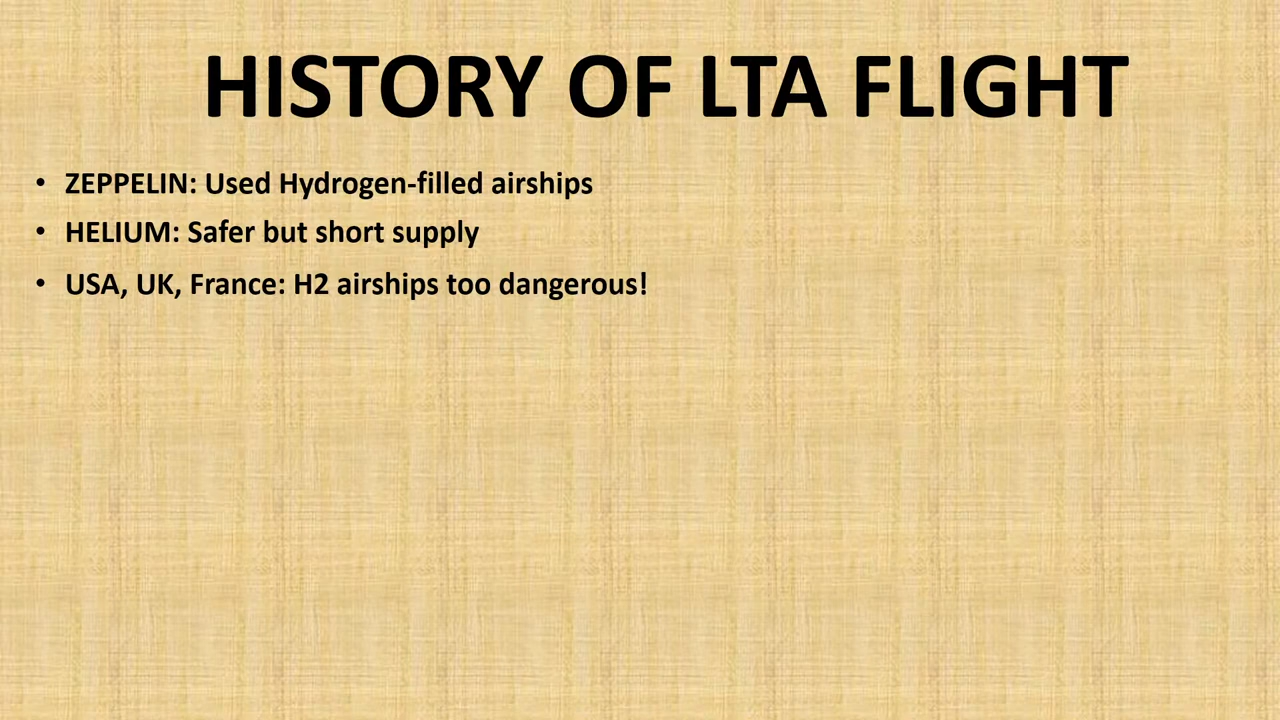 HISTORY OF LTA FLIGHT
• ZEPPELIN: Used Hydrogen-filled airships
• HELIUM: Safer but short supply
• USA, UK, France: H2 airships too dangerous!